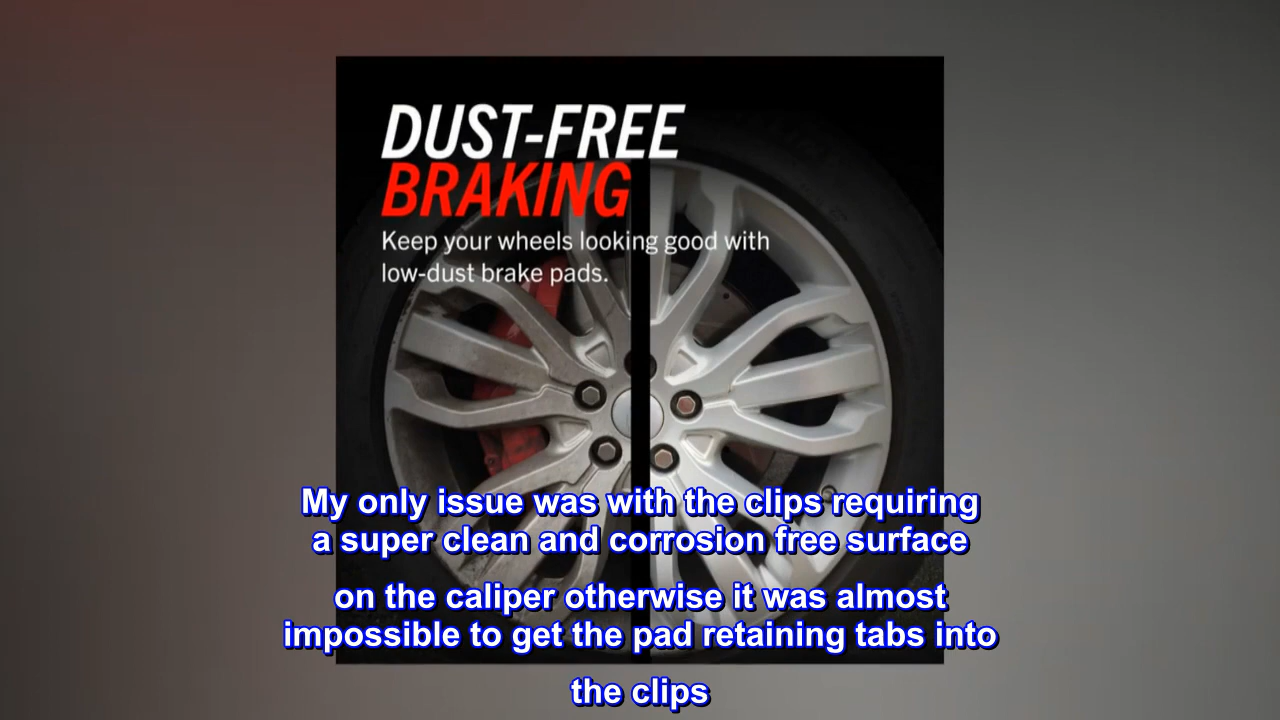 DUST-FREE
BRAKING
Keep your wheels looking good with
low-dust brake pads.
My only issue was with the clips requiring
a super clean and corrosion free surface
on the caliper otherwise it was almost
impossible to get the pad retaining tabs into
the clips